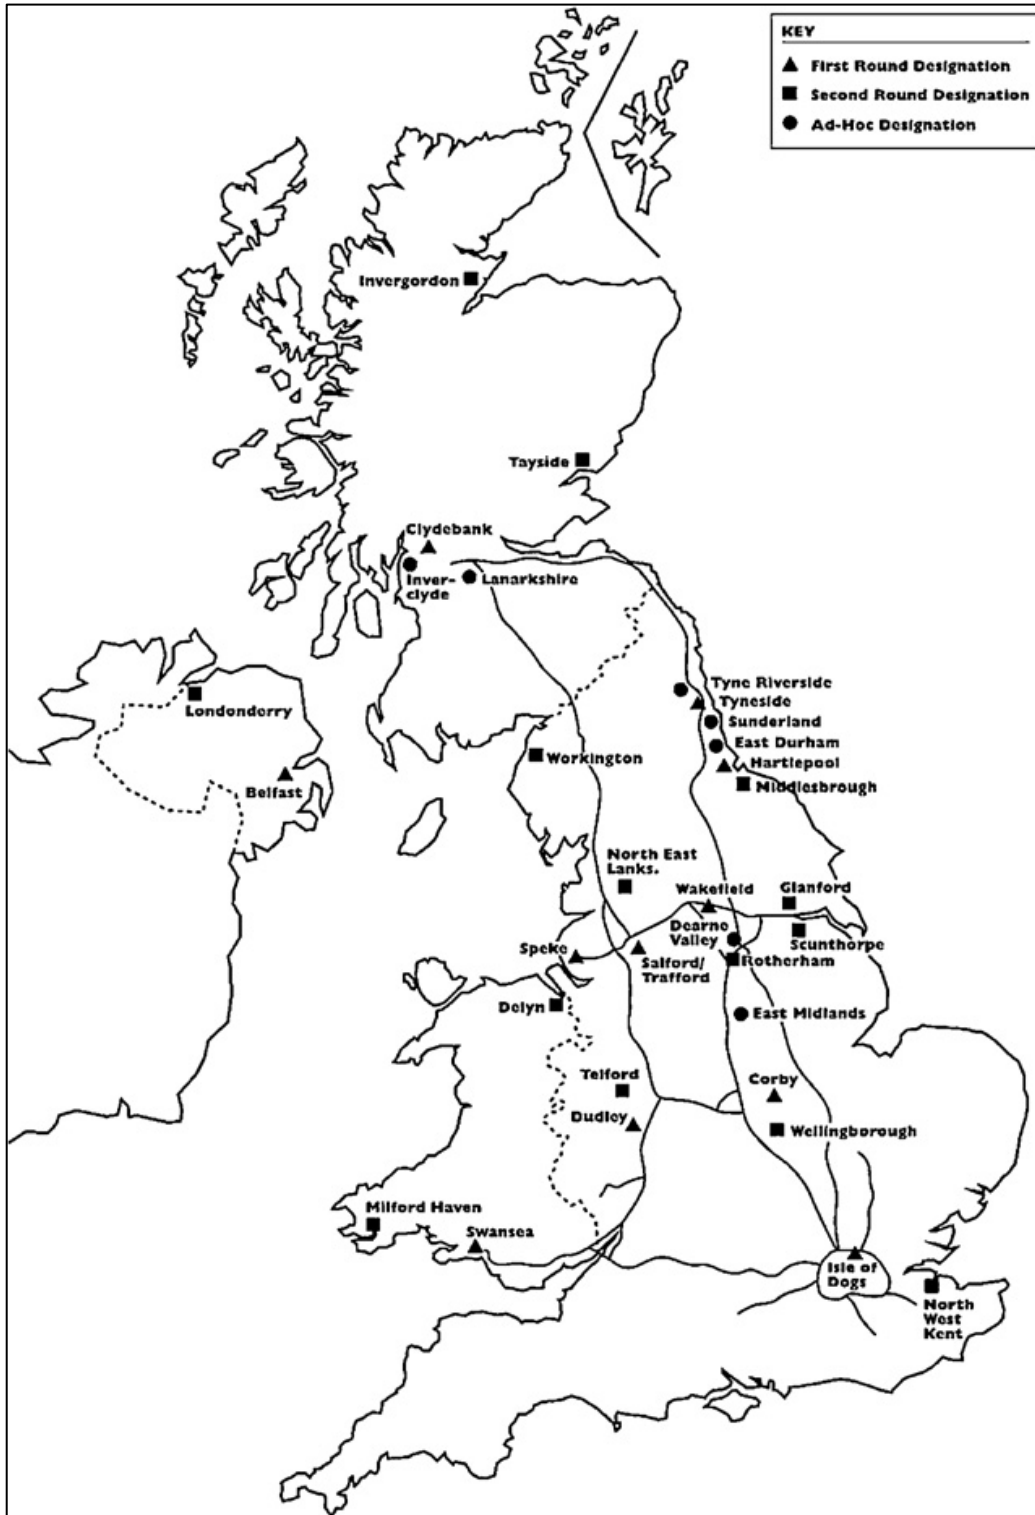 KEY
First Round Designation
Second Round Designation
Ad-Hoc Designation
Invergordon
Tayside
Clydebank
Inver-
clyde
Lanarkshire
Londonderry
Belfast
Tyne Riverside
Tyneside
Sunderland
East Durham
Hartlepool
Middlesbrough
Workington
North East
Lanks.
Wakefield
Glanford
Dearne
Valley
Scunthorpe
Speke
Salford/
Trafford
Rotherham
Delyn
East Midlands
Telford
Corby
Dudley
Wellingborough
Milford Haven
Swansea
Isle of
Dogs
North
West
Kent